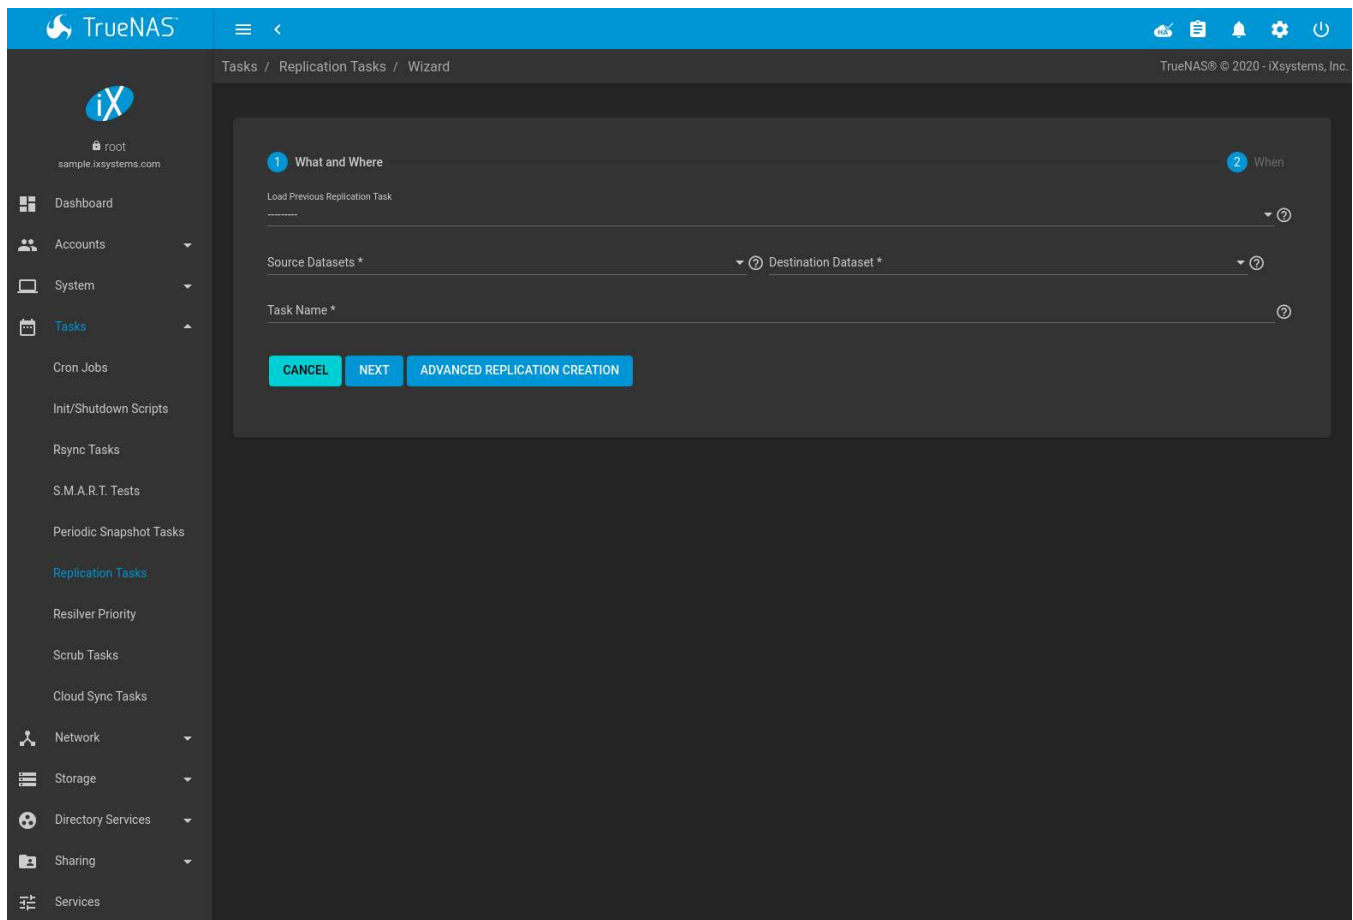 TrueNAS
HA
Tasks / Replication Tasks / Wizard
TrueNAS® © 2020 - iXsystems, Inc.
iX
root
sample.ixsystems.com
Dashboard
Accounts
System
Tasks
Cron Jobs
Init/Shutdown Scripts
Rsync Tasks
S.M.A.R.T. Tests
Periodic Snapshot Tasks
Replication Tasks
Resilver Priority
Scrub Tasks
Cloud Sync Tasks
Network
Storage
Directory Services
Sharing
Services
1 What and Where
2 When
Load Previous Replication Task
---------
Source Datasets *
Destination Dataset *
Task Name *
CANCEL
NEXT
ADVANCED REPLICATION CREATION